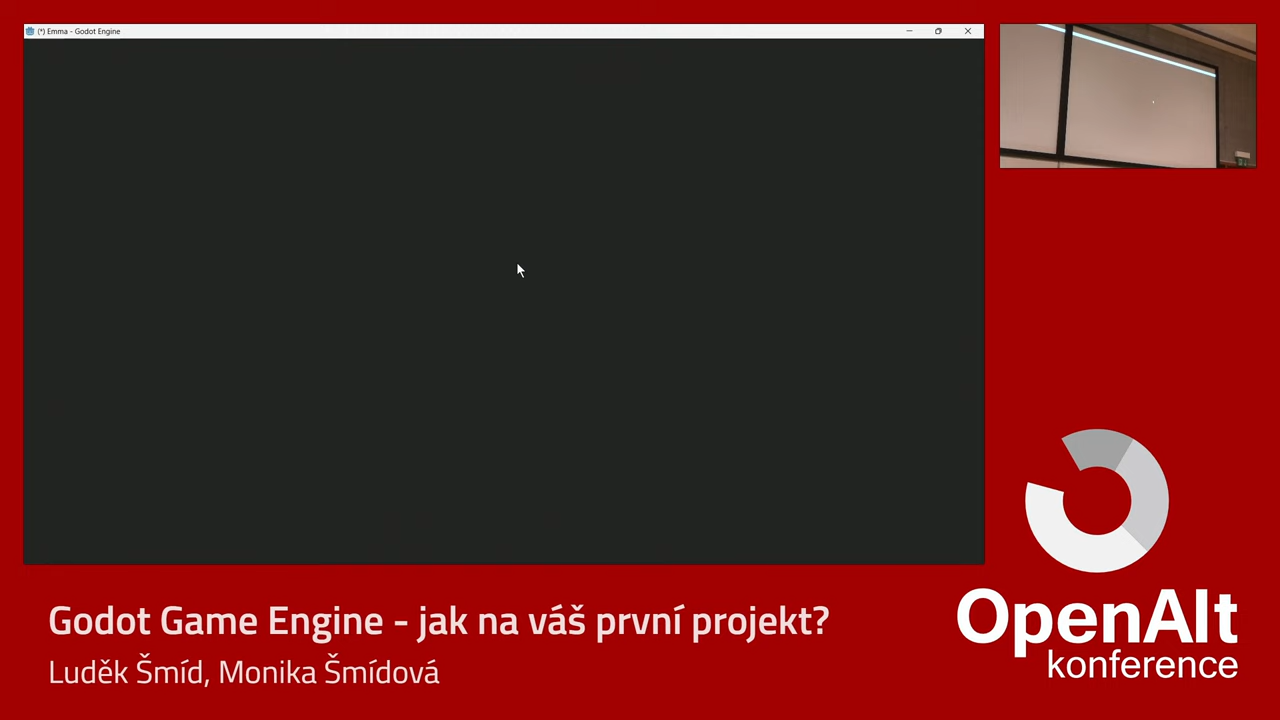 (*) Emma - Godot Engine
Godot Game Engine - jak na váš první projekt?
Luděk Šmíd, Monika Šmídová
OpenAlt
konference